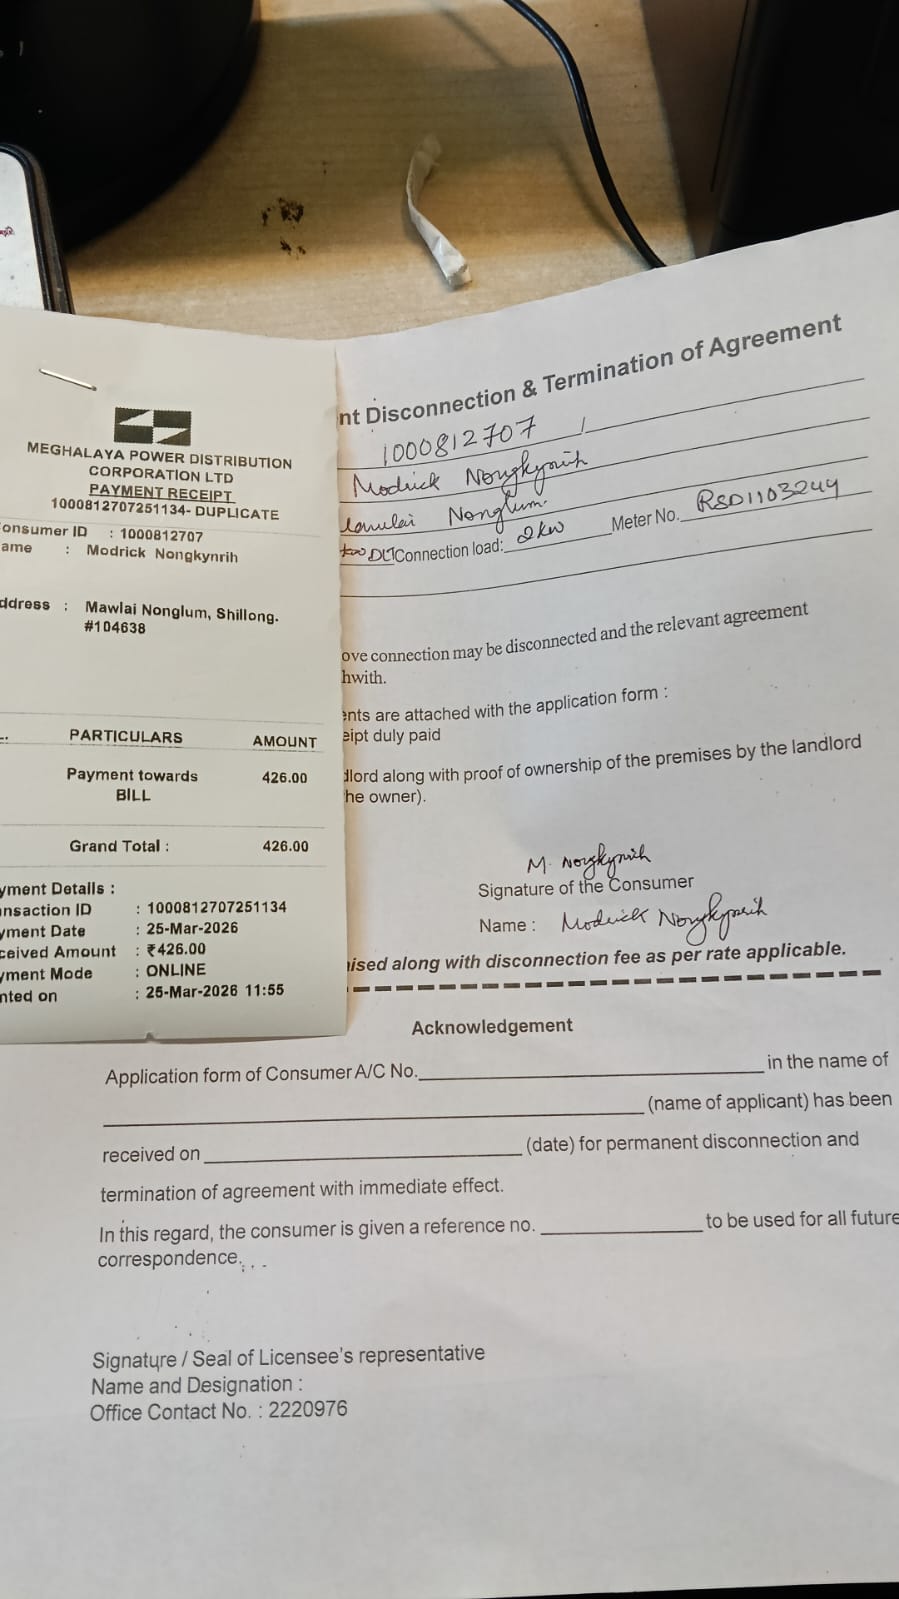 MEGHALAYA POWER DISTRIBUTION
CORPORATION LTD
PAYMENT RECEIPT
1000812707251134- DUPLICATE
onsumer ID : 1000812707
ame : Modrick Nongkynrih
ddress : Mawlai Nonglum, Shillong.
#104638
PARTICULARS AMOUNT
Payment towards 426.00
BILL
Grand Total : 426.00
yment Details :
ansaction ID : 1000812707251134
yment Date : 25-Mar-2026
ceived Amount : ₹426.00
yment Mode : ONLINE
nted on : 25-Mar-2026 11:55
nt Disconnection & Termination of Agreement
1000812707
Modrick Nongkynrih
Nonglum
DLT Connection load: 2kw Meter No. RSD1103244
ove connection may be disconnected and the relevant agreement
hwith.
ents are attached with the application form :
eipt duly paid
dlord along with proof of ownership of the premises by the landlord
he owner).
M. Nongkynrih
Signature of the Consumer
Name : Modrick Nongkynrih
ised along with disconnection fee as per rate applicable.
Acknowledgement
Application form of Consumer A/C No. in the name of
(name of applicant) has been
received on (date) for permanent disconnection and
termination of agreement with immediate effect.
In this regard, the consumer is given a reference no. to be used for all future
correspondence.
Signature / Seal of Licensee's representative
Name and Designation :
Office Contact No. : 2220976